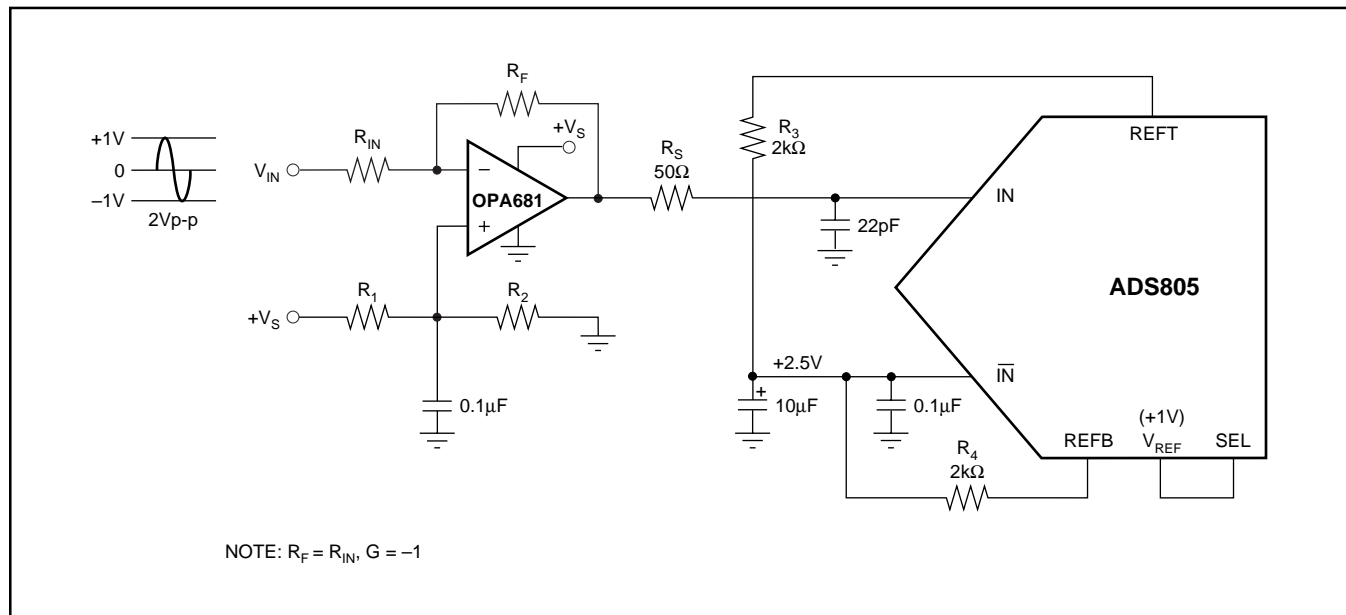 +1V
0
–1V
2Vp-p
V_IN
R_IN
R_F
+V_S
–
OPA681
+
R_S
50Ω
R_3
2kΩ
REFT
IN
22pF
ADS805
+V_S
R_1
R_2
0.1µF
+2.5V
+
10µF
0.1µF
I̅N̅
R_4
2kΩ
REFB
(+1V)
V_REF
SEL
NOTE: R_F = R_IN, G = –1